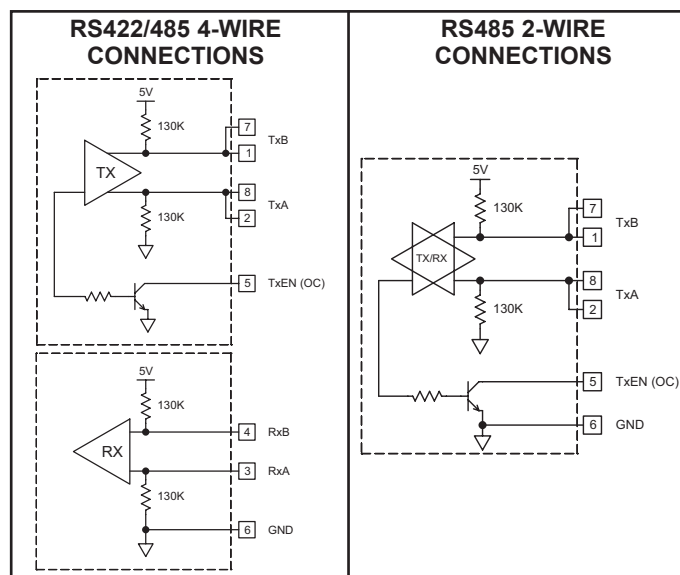 RS422/485 4-WIRE
CONNECTIONS
5V
130K
7
TxB
1
TX
8
TxA
2
130K
5
TxEN (OC)
5V
130K
4
RxB
RX
3
RxA
130K
6
GND
RS485 2-WIRE
CONNECTIONS
5V
130K
7
TxB
1
TX/RX
8
TxA
2
130K
5
TxEN (OC)
6
GND